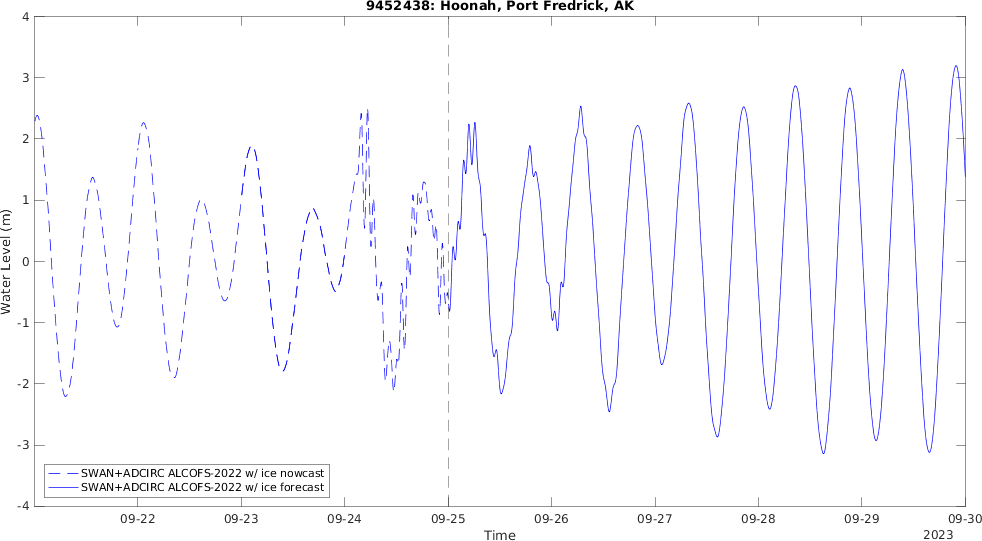 9452438: Hoonah, Port Fredrick, AK
4
3
2
1
0
-1
-2
-3
-4
Water Level (m)
SWAN+ADCIRC ALCOFS-2022 w/ ice nowcast
SWAN+ADCIRC ALCOFS-2022 w/ ice forecast
09-22 09-23 09-24 09-25 09-26 09-27 09-28 09-29 09-30
Time
2023